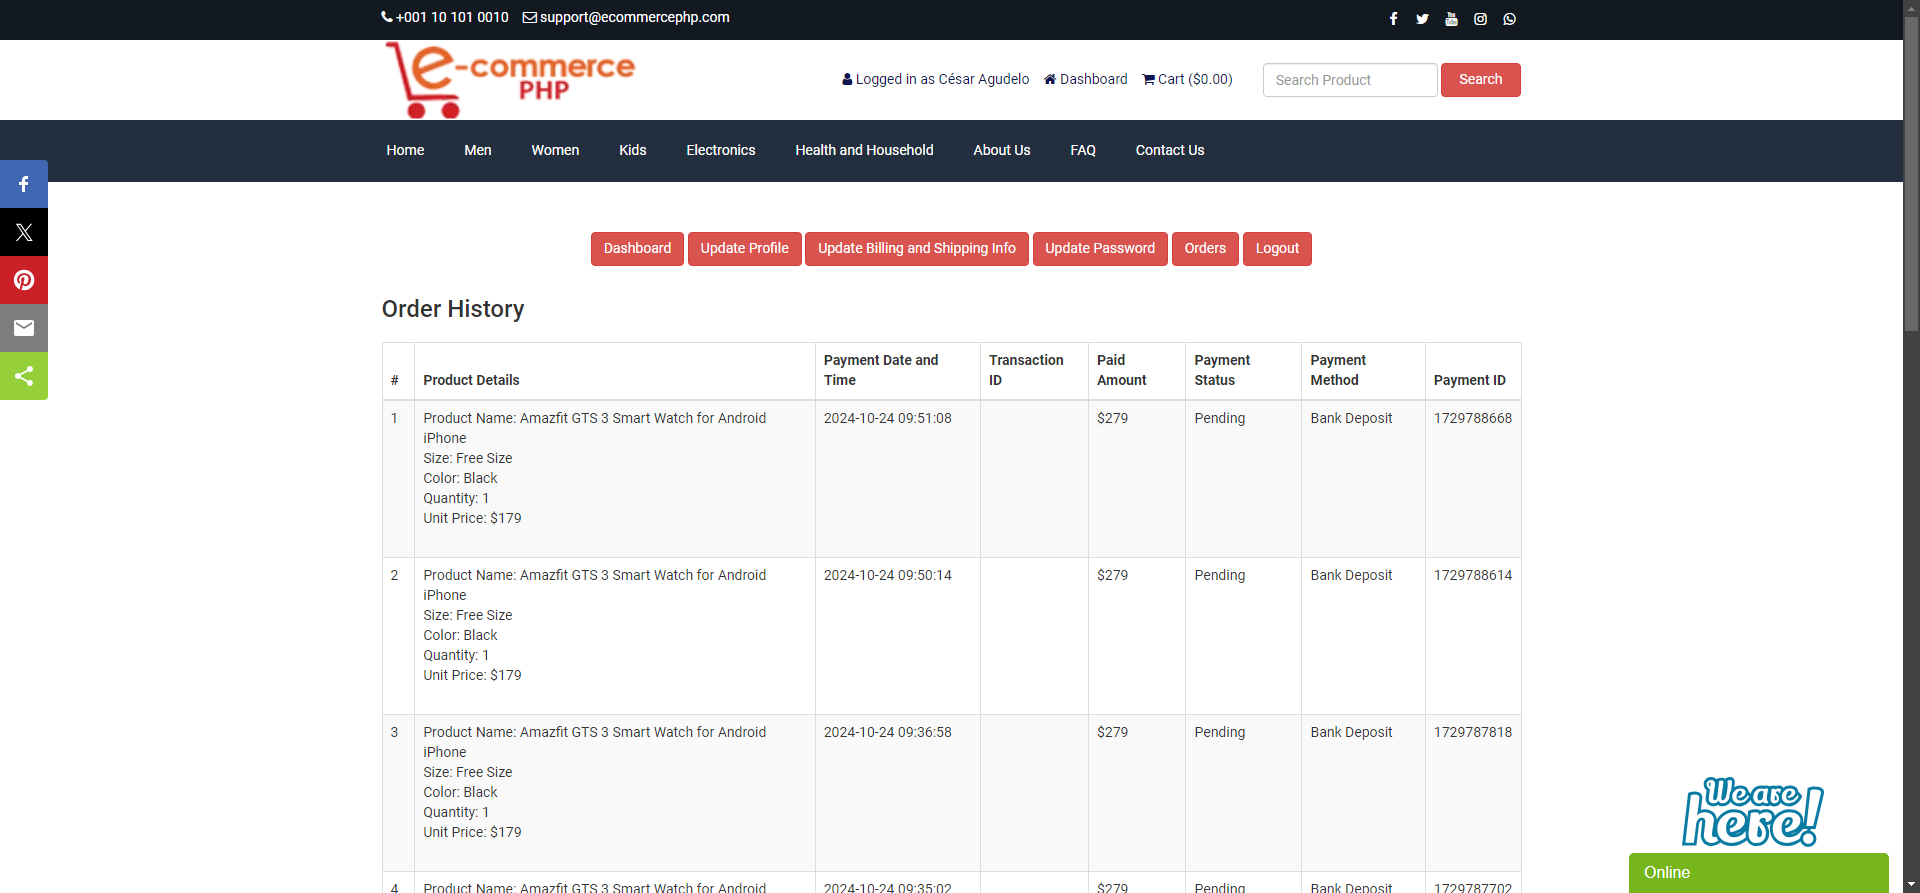 +001 10 101 0010 support@ecommercephp.com
e-commerce
PHP
Logged in as César Agudelo Dashboard Cart ($0.00) Search Product Search
Home Men Women Kids Electronics Health and Household About Us FAQ Contact Us
Dashboard Update Profile Update Billing and Shipping Info Update Password Orders Logout
Order History
# Product Details Payment Date and Time Transaction ID Paid Amount Payment Status Payment Method Payment ID
1 Product Name: Amazfit GTS 3 Smart Watch for Android 2024-10-24 09:51:08 $279 Pending Bank Deposit 1729788668
iPhone
Size: Free Size
Color: Black
Quantity: 1
Unit Price: $179
2 Product Name: Amazfit GTS 3 Smart Watch for Android 2024-10-24 09:50:14 $279 Pending Bank Deposit 1729788614
iPhone
Size: Free Size
Color: Black
Quantity: 1
Unit Price: $179
3 Product Name: Amazfit GTS 3 Smart Watch for Android 2024-10-24 09:36:58 $279 Pending Bank Deposit 1729787818
iPhone
Size: Free Size
Color: Black
Quantity: 1
Unit Price: $179
4 Product Name: Amazfit GTS 3 Smart Watch for Android 2024-10-24 09:35:02 $279 Pending Bank Deposit 1729787702
We are
here!
Online